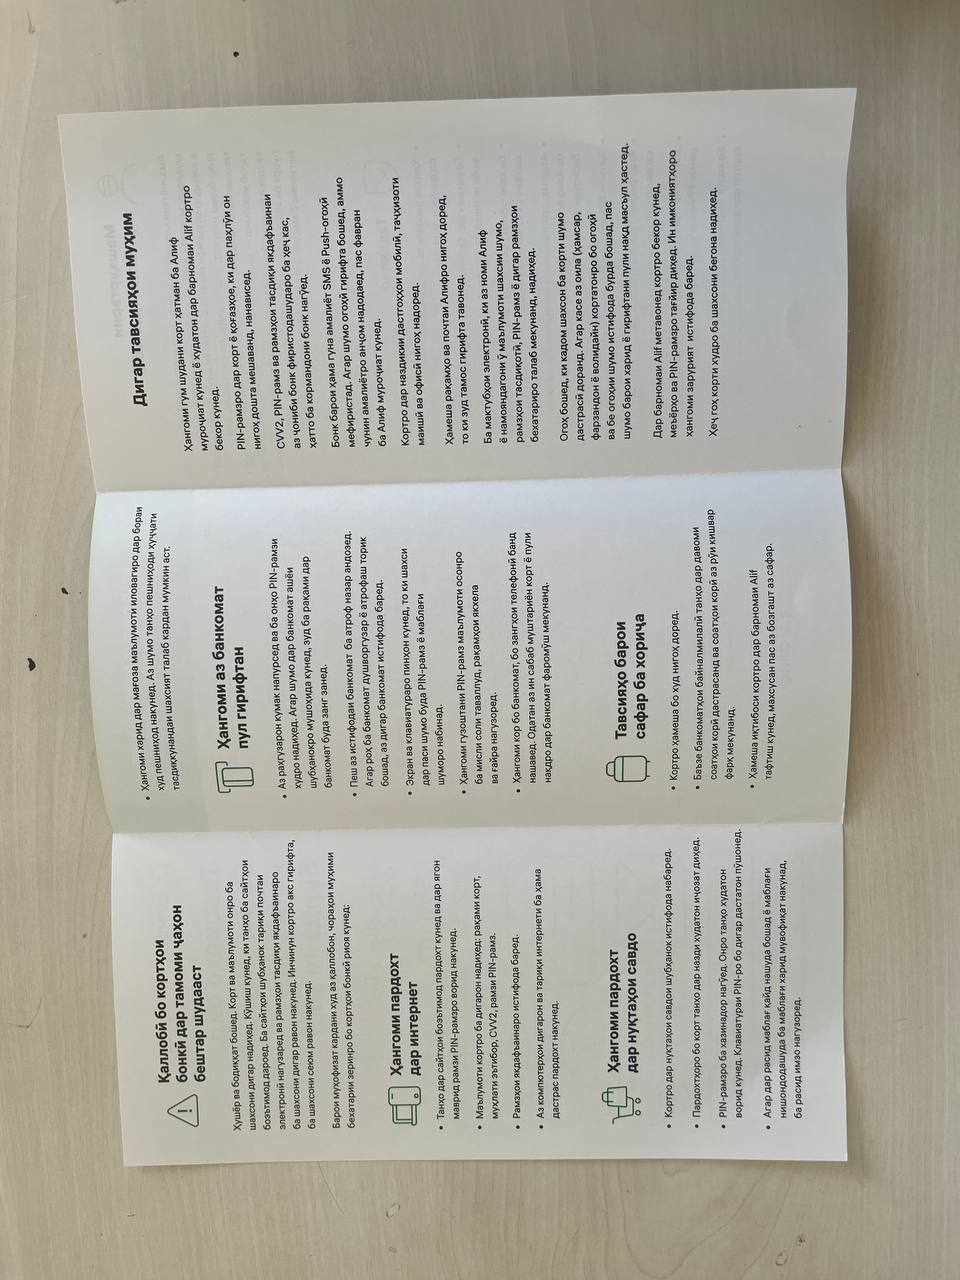 Қаллобӣ бо кортҳои
бонкӣ дар тамоми ҷаҳон
бештар шудааст
Ҳушёр ва бодиққат бошед. Корт ва маълумоти онро ба
шахсони дигар надиҳед. Кӯшиш кунед, ки танҳо ба сайтҳои
боэътимод дароед. Ба сайтҳои шубҳанок тариқи почтаи
электронӣ нагузаред ва рамзҳои тасдиқи якдафъаинаро
ба шахсони дигар равон накунед. Инчунин кортро акс гирифта,
ба шахсони сеюм равон накунед.
Барои муҳофизат кардани худ аз қаллобон, чораҳои муҳими
бехатарии зеринро бо кортҳои бонкӣ риоя кунед:
Ҳангоми пардохт
дар интернет
• Танҳо дар сайтҳои боэътимод пардохт кунед ва дар ягон
маврид рамзи PIN-рамзро ворид накунед.
• Маълумоти кортро ба дигарон надиҳед: рақами корт,
муҳлати эътибор, CVV2, рамзи PIN-рамз.
• Рамзҳои якдафъаинаро истифода баред.
• Аз компютерҳои дигарон ва тариқи интернети ба ҳама
дастрас пардохт накунед.
Ҳангоми пардохт
дар нуқтаҳои савдо
• Кортро дар нуқтаҳои савдои шубҳанок истифода набаред.
• Пардохтҳоро бо корт танҳо дар назди худатон иҷозат диҳед.
• PIN-рамзро ба хазинадор нагӯед. Онро танҳо худатон
ворид кунед. Клавиатураи PIN-ро бо дигар дастатон пӯшонед.
• Агар дар расид маблағ қайд нашуда бошад ё маблағи
нишондодашуда ба маблағи харид мувофиқат накунад,
ба расид имзо нагузоред.
• Ҳангоми харид дар мағоза маълумоти иловагиро дар бораи
худ пешниҳод накунед. Аз шумо танҳо пешниҳоди ҳуҷҷати
тасдиқкунандаи шахсият талаб кардан мумкин аст.
Ҳангоми аз банкомат
пул гирифтан
• Аз раҳгузарон кумак напурсед ва ба онҳо PIN-рамзи
худро надиҳед. Агар шумо дар банкомат ашёи
шубҳанокро мушоҳида кунед, зуд ба рақами дар
банкомат буда занг занед.
• Пеш аз истифодаи банкомат ба атроф назар андозед.
Агар роҳ ба банкомат душворгузар ё атрофаш торик
бошад, аз дигар банкомат истифода баред.
• Экран ва клавиатураро пинҳон кунед, то ки шахси
дар паси шумо буда PIN-рамз ё маблағи
шуморо набинад.
• Ҳангоми гузоштани PIN-рамз маълумоти осонро
ба мисли соли таваллуд, рақамҳои якхела
ва ғайра нагузоред.
• Ҳангоми кор бо банкомат, бо зангҳои телефонӣ банд
нашавед. Одатан аз ин сабаб муштариён корт ё пули
нақдро дар банкомат фаромӯш мекунанд.
Тавсияҳо барои
сафар ба хориҷа
• Кортро ҳамеша бо худ нигоҳ доред.
• Баъзе банкоматҳои байналмилалӣ танҳо дар давоми
соатҳои корӣ дастрасанд ва соатҳои корӣ аз рӯи кишвар
фарқ мекунанд.
• Ҳамеша иқтибоси кортро дар барномаи Alif
тафтиш кунед, махсусан пас аз бозгашт аз сафар.
Дигар тавсияҳои муҳим
Ҳангоми гум шудани корт ҳатман ба Алиф
муроҷиат кунед ё худатон дар барномаи Alif кортро
бекор кунед.
PIN-рамзро дар корт ё қоғазҳое, ки дар паҳлӯи он
нигоҳ дошта мешаванд, нанависед.
CVV2, PIN-рамз ва рамзҳои тасдиқи якдафъаинаи
аз ҷониби бонк фиристодашударо ба ҳеҷ кас,
ҳатто ба кормандони бонк нагӯед.
Бонк барои ҳама гуна амалиёт SMS ё Push-огоҳӣ
мефиристад. Агар шумо огоҳӣ гирифта бошед, аммо
чунин амалиётро анҷом надодаед, пас фавран
ба Алиф муроҷиат кунед.
Кортро дар наздикии дастгоҳҳои мобилӣ, таҷҳизоти
маишӣ ва офисӣ нигоҳ надоред.
Ҳамеша рақамҳо ва почтаи Алифро нигоҳ доред,
то ки зуд тамос гирифта тавонед.
Ба мактубҳои электронӣ, ки аз номи Алиф
ё намояндагони ӯ маълумоти шахсии шумо,
рамзҳои тасдиқотӣ, PIN-рамз ё дигар рамзҳои
бехатариро талаб мекунанд, надиҳед.
Огоҳ бошед, ки кадом шахсон ба корти шумо
дастрасӣ доранд. Агар касе аз оила (ҳамсар,
фарзандон ё волидайн) кортатонро бо огоҳӣ
ва бе огоҳии шумо истифода бурда бошад, пас
шумо барои харид ё гирифтани пули нақд масъул ҳастед.
Дар барномаи Alif метавонед кортро бекор кунед,
меъёрҳо ва PIN-рамзро тағйир диҳед. Ин имкониятҳоро
ҳангоми зарурият истифода баред.
Ҳеҷ гоҳ корти худро ба шахсони бегона надиҳед.